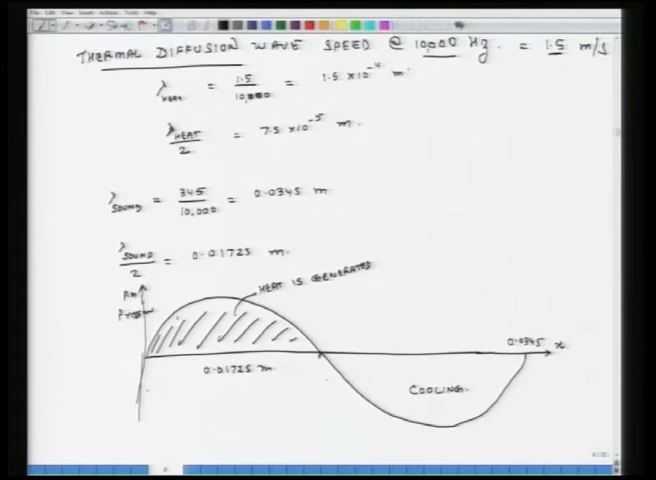 THERMAL DIFFUSION WAVE SPEED @ 10,000 Hz. = 1.5 m/s
λHEAT = 1.5/10,000 = 1.5 x10⁻⁴ m
λHEAT/2 = 7.5 x10⁻⁵ m.
λSOUND = 345/10,000 = 0.0345 m
λSOUND/2 = 0.01725 m.
HEAT IS GENERATED
0.0345 x
0.01725 m
COOLING.